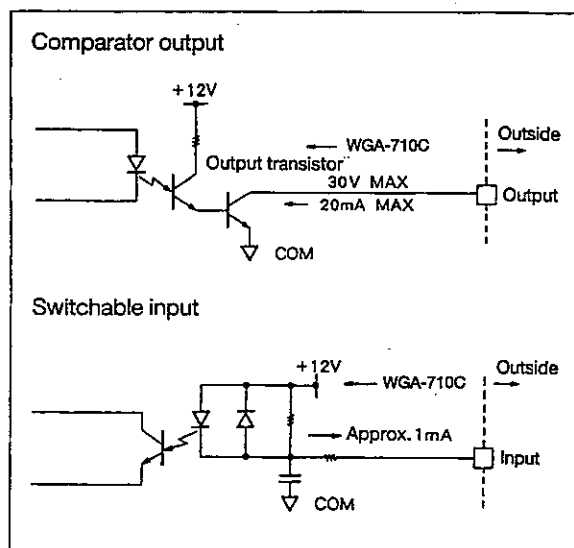 Comparator output
+12V
WGA-710C
Outside
Output transistor
30V MAX
20mA MAX
Output
COM
Switchable input
+12V
WGA-710C
Outside
Approx. 1mA
Input
COM